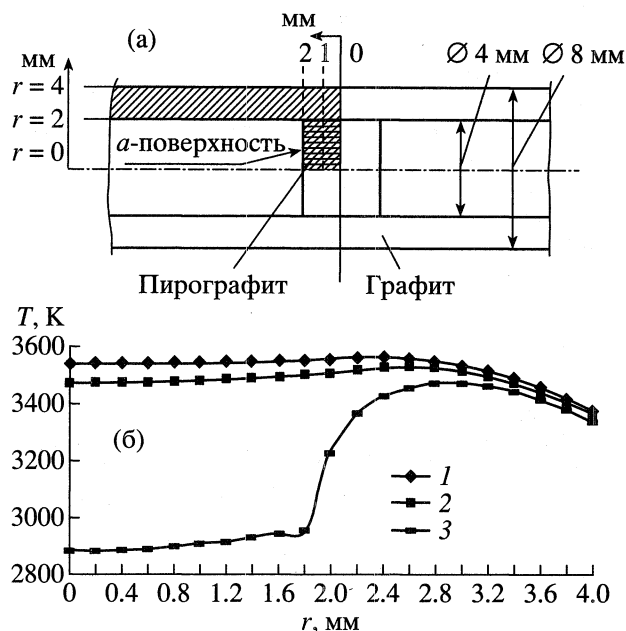 (а)
мм
2 1 0
∅ 4 мм ∅ 8 мм
мм
r = 4
r = 2
r = 0
а-поверхность
Пирографит
Графит
T, К
3600
3400
3200
3000
2800
(б)
1
2
3
0 0.4 0.8 1.2 1.6 2.0 2.4 2.8 3.2 3.6 4.0
r, мм